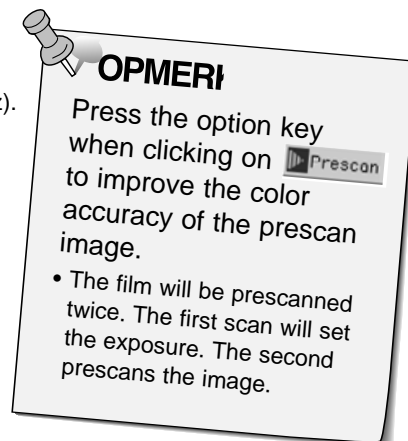 z).
OPMERK
Press the option key
when clicking on Prescan
to improve the color
accuracy of the prescan
image.
• The film will be prescanned
twice. The first scan will set
the exposure. The second
prescans the image.